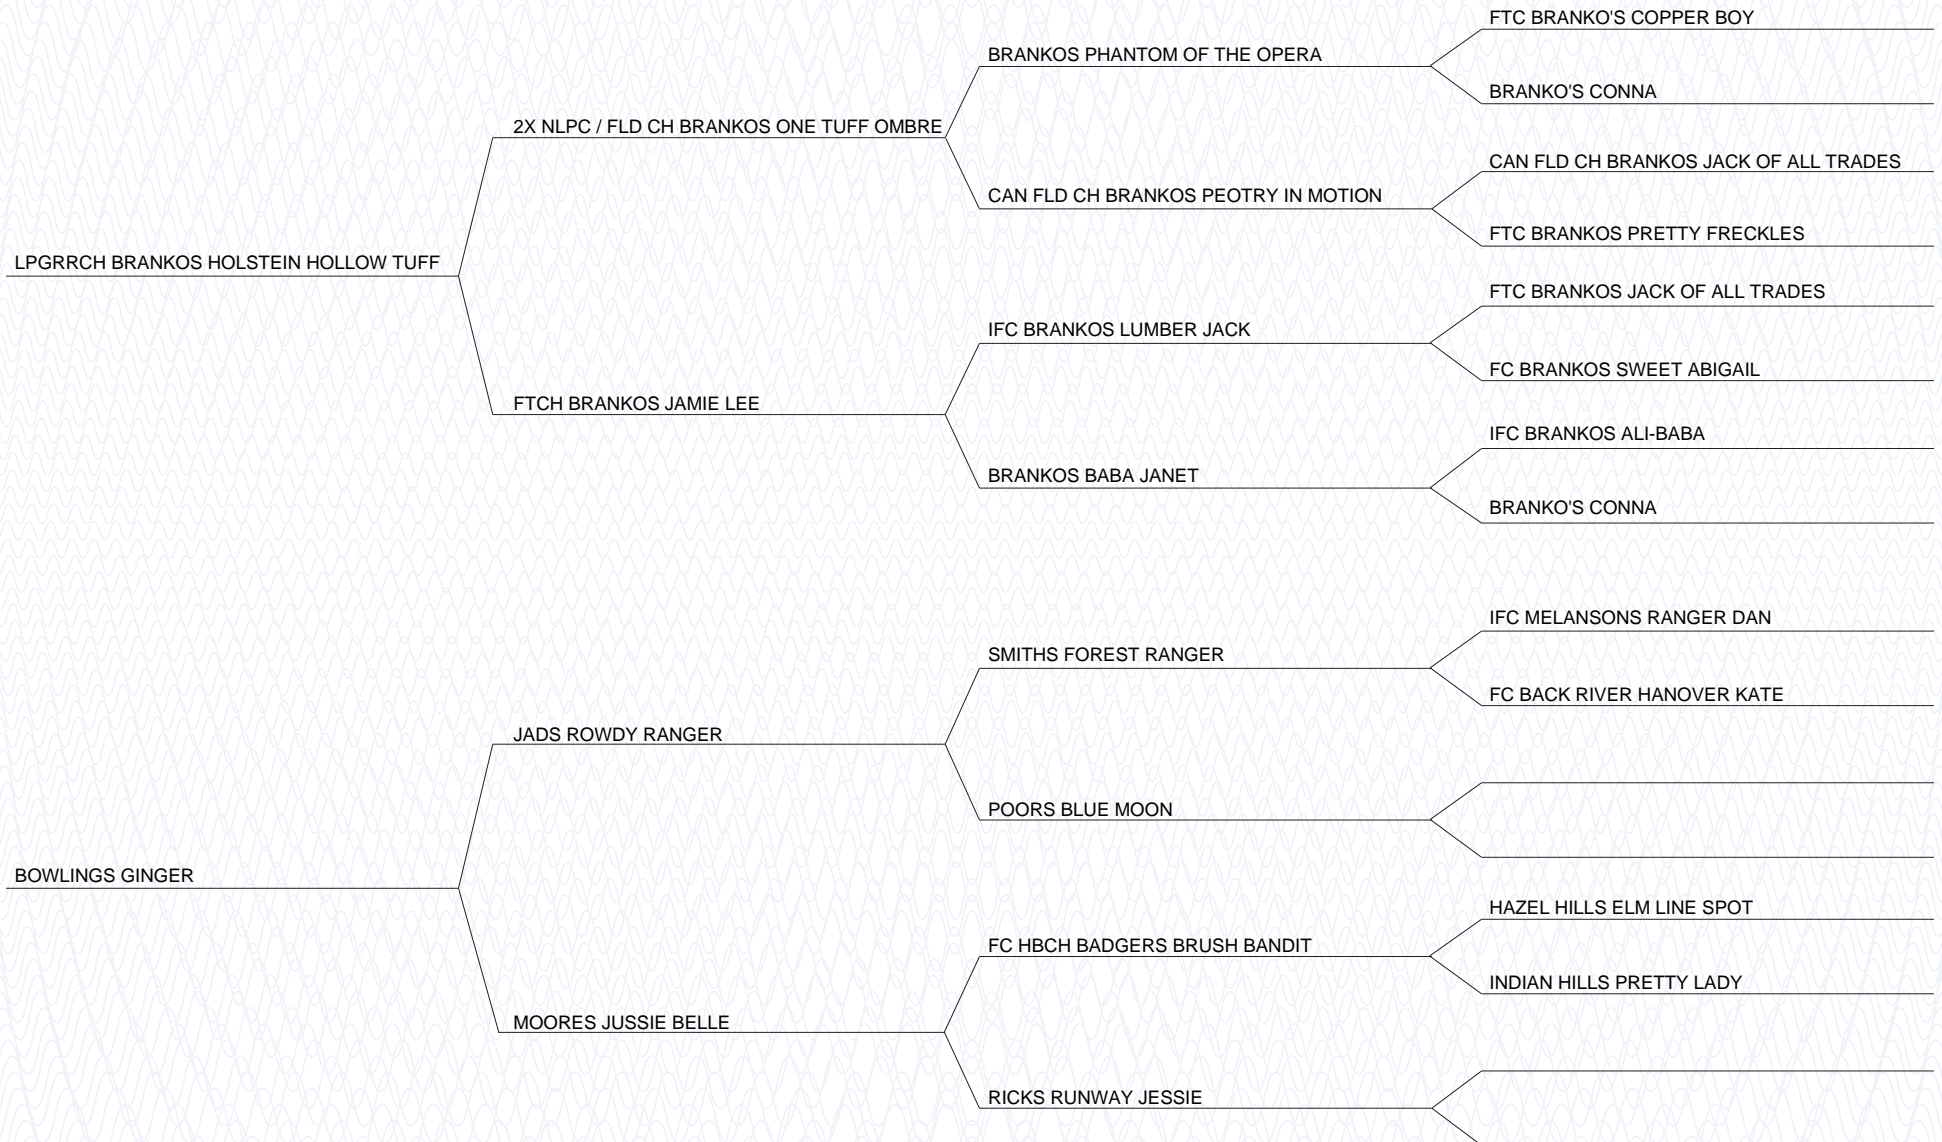 FTC BRANKO'S COPPER BOY
BRANKOS PHANTOM OF THE OPERA
BRANKO'S CONNA
2X NLPC / FLD CH BRANKOS ONE TUFF OMBRE
CAN FLD CH BRANKOS JACK OF ALL TRADES
CAN FLD CH BRANKOS PEOTRY IN MOTION
FTC BRANKOS PRETTY FRECKLES
LPGRRCH BRANKOS HOLSTEIN HOLLOW TUFF
FTC BRANKOS JACK OF ALL TRADES
IFC BRANKOS LUMBER JACK
FC BRANKOS SWEET ABIGAIL
FTCH BRANKOS JAMIE LEE
IFC BRANKOS ALI-BABA
BRANKOS BABA JANET
BRANKO'S CONNA
IFC MELANSONS RANGER DAN
SMITHS FOREST RANGER
FC BACK RIVER HANOVER KATE
JADS ROWDY RANGER
POORS BLUE MOON
BOWLINGS GINGER
HAZEL HILLS ELM LINE SPOT
FC HBCH BADGERS BRUSH BANDIT
INDIAN HILLS PRETTY LADY
MOORES JUSSIE BELLE
RICKS RUNWAY JESSIE